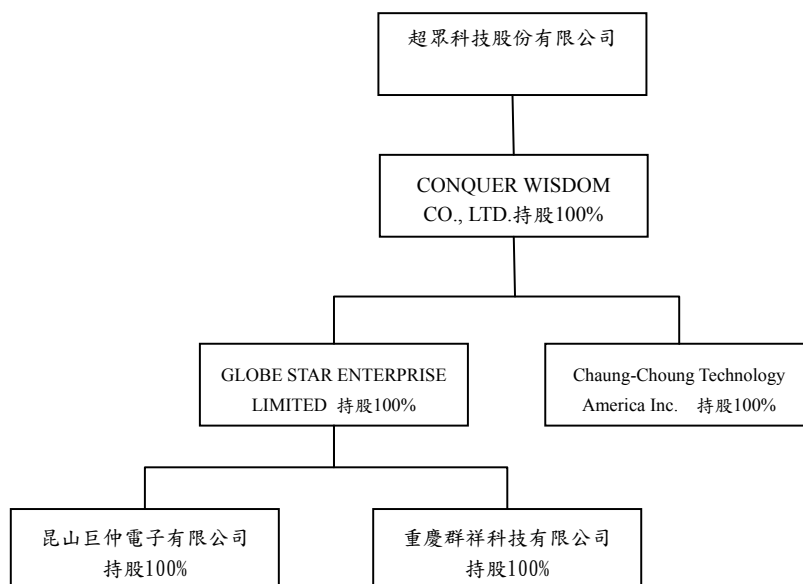 超眾科技股份有限公司
CONQUER WISDOM
CO., LTD.持股100%
GLOBE STAR ENTERPRISE
LIMITED 持股100%
Chaung-Choung Technology
America Inc. 持股100%
昆山巨仲電子有限公司
持股100%
重慶群祥科技有限公司
持股100%